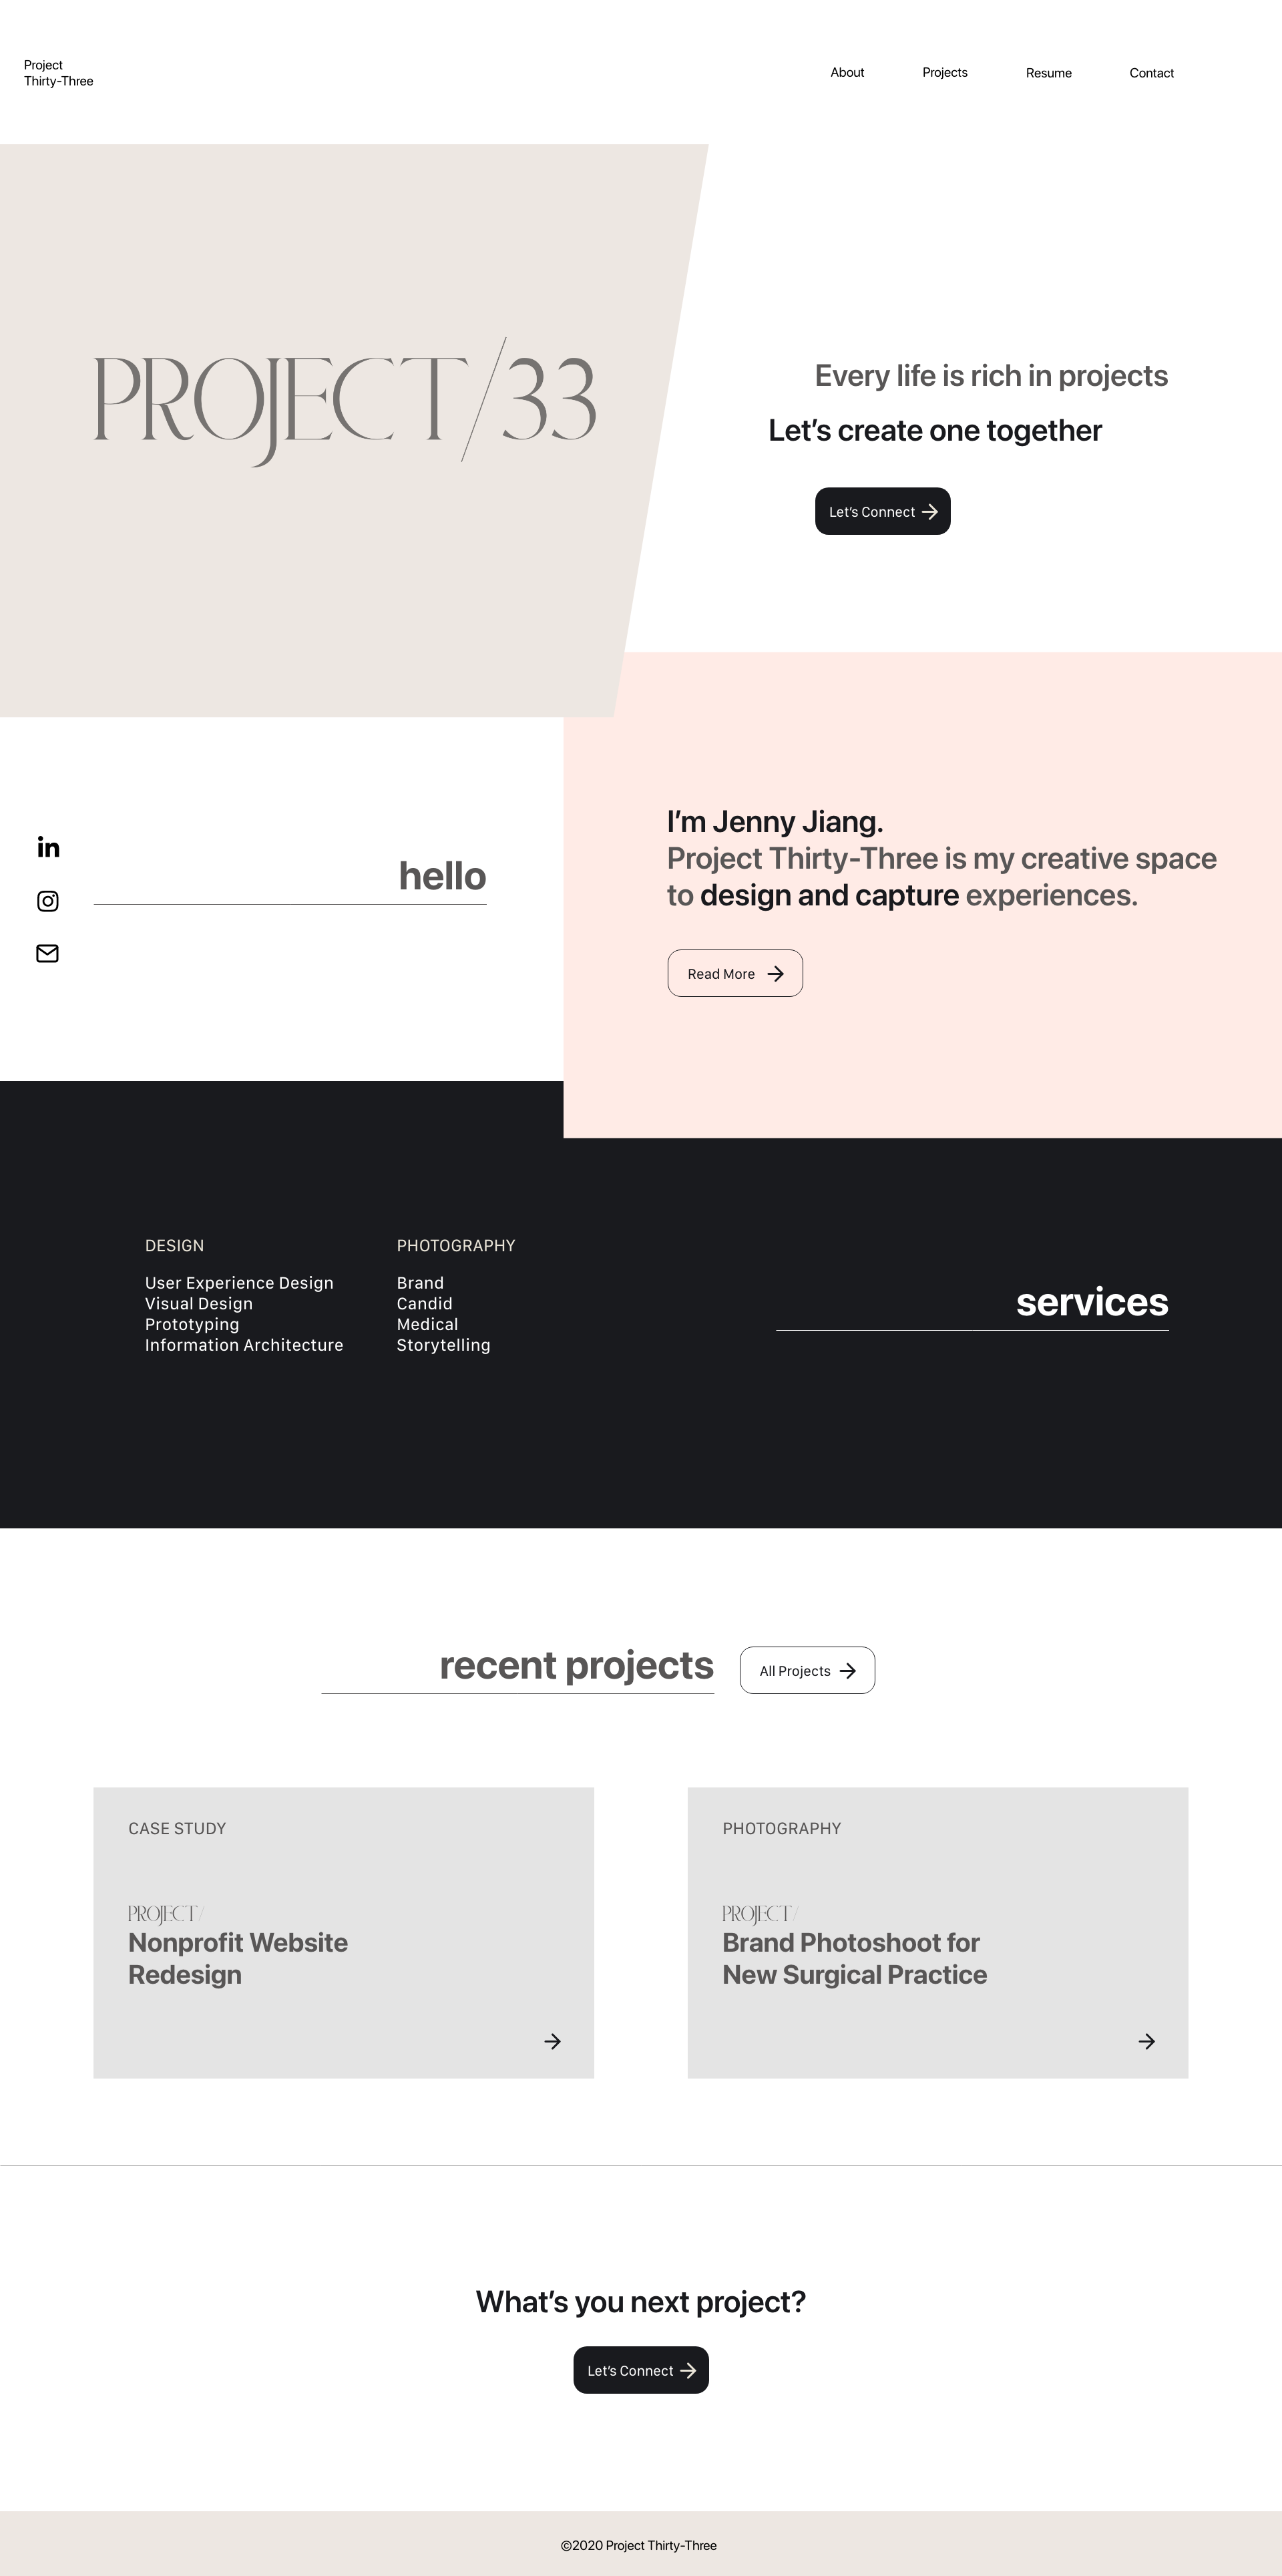 Project
Thirty-Three
About
Projects
Resume
Contact
PROJECT/33
Every life is rich in projects
Let’s create one together
Let’s Connect
hello
I’m Jenny Jiang.
Project Thirty-Three is my creative space
to design and capture experiences.
Read More
DESIGN
User Experience Design
Visual Design
Prototyping
Information Architecture
PHOTOGRAPHY
Brand
Candid
Medical
Storytelling
services
recent projects
All Projects
CASE STUDY
PROJECT/
Nonprofit Website
Redesign
PHOTOGRAPHY
PROJECT/
Brand Photoshoot for
New Surgical Practice
What’s you next project?
Let’s Connect
©2020 Project Thirty-Three